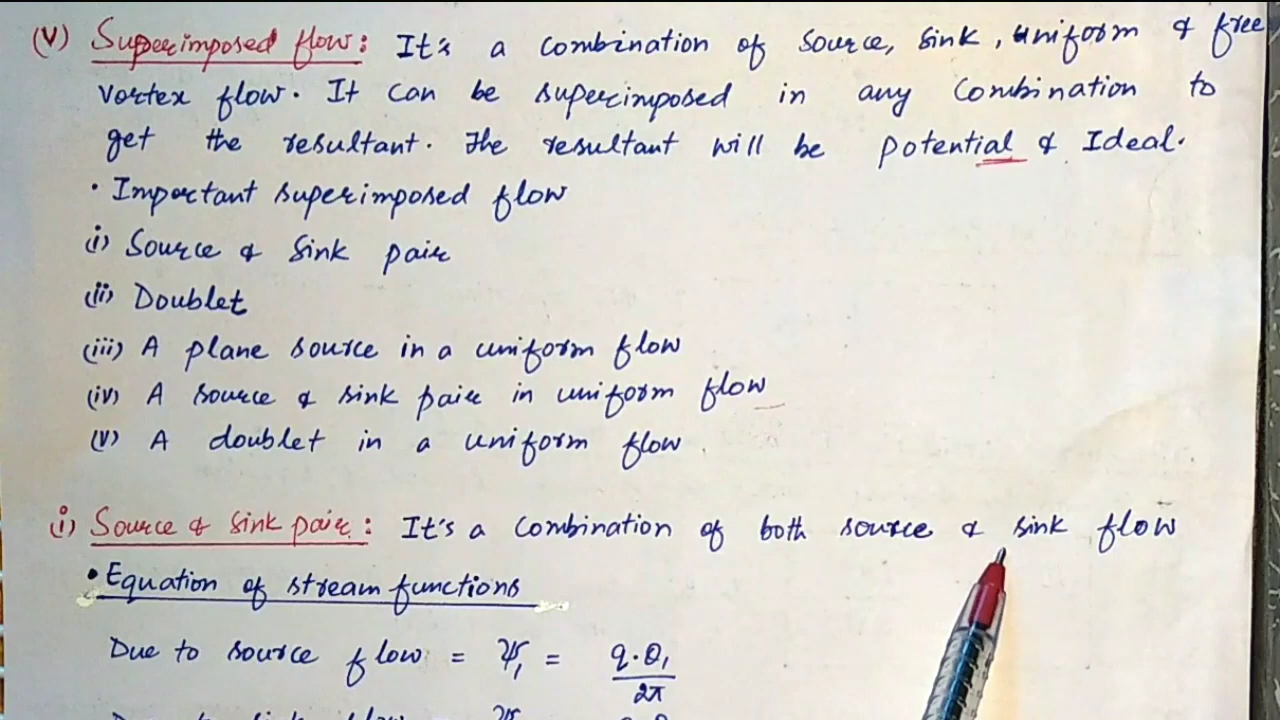 (V) Superimposed flow: It's a combination of source, sink, uniform & free
vortex flow. It can be superimposed in any combination to
get the resultant. The resultant will be potential & Ideal.
• Important superimposed flow
(i) Source & Sink pair
(ii) Doublet
(iii) A plane source in a uniform flow
(iv) A source & sink pair in uniform flow
(v) A doublet in a uniform flow
(i) Source & sink pair: It's a combination of both source & sink flow
• Equation of stream functions
Due to source flow = ψ₁ = q·θ₁
2π